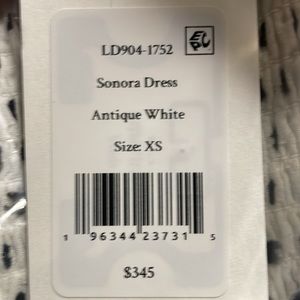 LD904-1752
Sonora Dress
Antique White
Size: XS
1 96344 23731 5
$345